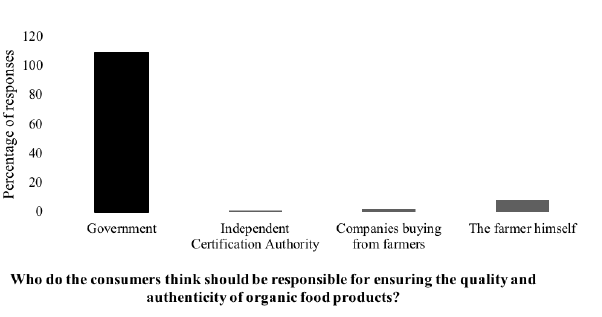 120
100
80
60
40
20
0
Percentage of responses
Government
Independent
Certification Authority
Companies buying
from farmers
The farmer himself
Who do the consumers think should be responsible for ensuring the quality and
authenticity of organic food products?